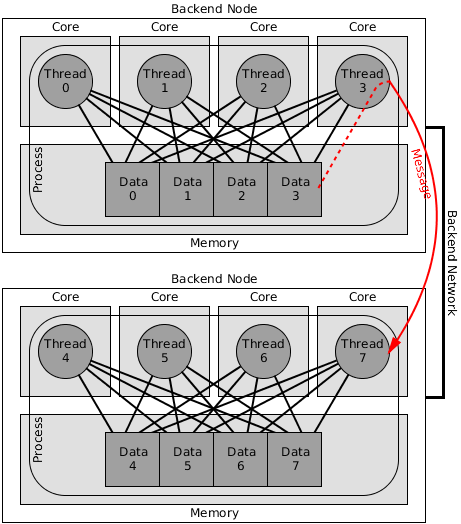 Backend Node
Core Core Core Core
Thread 0 Thread 1 Thread 2 Thread 3
Process
Data 0 Data 1 Data 2 Data 3
Memory
Message
Backend Network
Backend Node
Core Core Core Core
Thread 4 Thread 5 Thread 6 Thread 7
Process
Data 4 Data 5 Data 6 Data 7
Memory